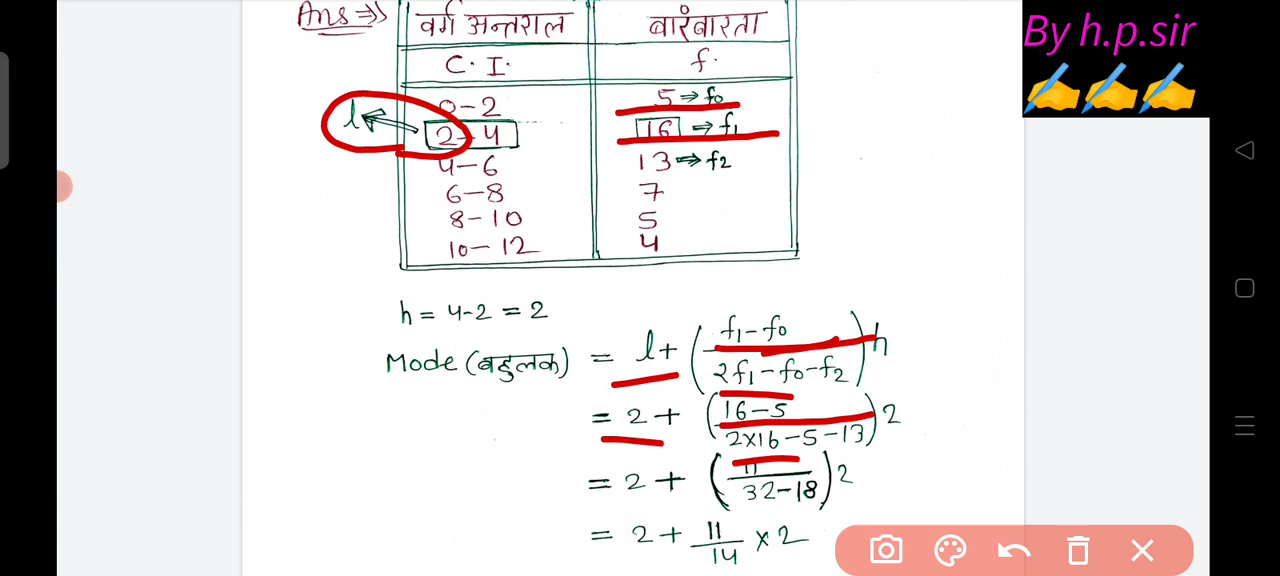 Ans ⇒
वर्ग अन्तराल बारंबारता
By h.p.sir
C. I. f.
0-2 5 ⇒ f0
l 2-4 16 ⇒ f1
4-6 13 ⇒ f2
6-8 7
8-10 5
10-12 4
h = 4-2 = 2
Mode (बहुलक) = l + (f1-f0 / 2f1-f0-f2) h
= 2 + (16-5 / 2×16-5-13) 2
= 2 + (11 / 32-18) 2
= 2 + 11/14 × 2